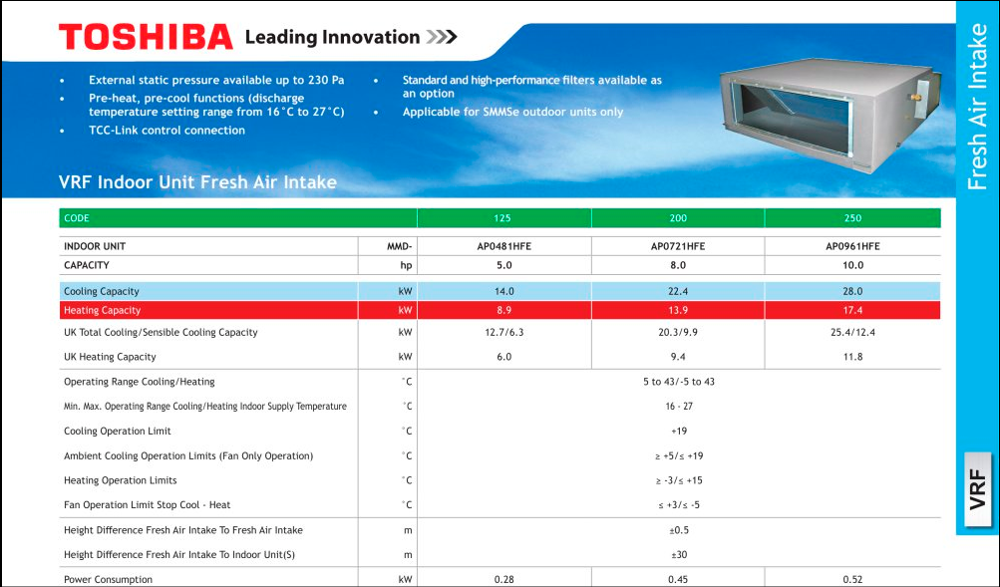 TOSHIBA Leading Innovation
• External static pressure available up to 230 Pa
• Pre-heat, pre-cool functions (discharge
temperature setting range from 16˚C to 27˚C)
• TCC-Link control connection
• Standard and high-performance filters available as
an option
• Applicable for SMMSe outdoor units only
Fresh Air Intake
VRF Indoor Unit Fresh Air Intake
CODE 125 200 250
INDOOR UNIT MMD- AP0481HFE AP0721HFE AP0961HFE
CAPACITY hp 5.0 8.0 10.0
Cooling Capacity kW 14.0 22.4 28.0
Heating Capacity kW 8.9 13.9 17.4
UK Total Cooling/Sensible Cooling Capacity kW 12.7/6.3 20.3/9.9 25.4/12.4
UK Heating Capacity kW 6.0 9.4 11.8
Operating Range Cooling/Heating ˚C 5 to 43/-5 to 43
Min. Max. Operating Range Cooling/Heating Indoor Supply Temperature ˚C 16 - 27
Cooling Operation Limit ˚C +19
Ambient Cooling Operation Limits (Fan Only Operation) ˚C ≥ +5/≤ +19
Heating Operation Limits ˚C ≥ -3/≤ +15
Fan Operation Limit Stop Cool - Heat ˚C ≤ +3/≤ -5
Height Difference Fresh Air Intake To Fresh Air Intake m ±0.5
Height Difference Fresh Air Intake To Indoor Unit(S) m ±30
Power Consumption kW 0.28 0.45 0.52
VRF